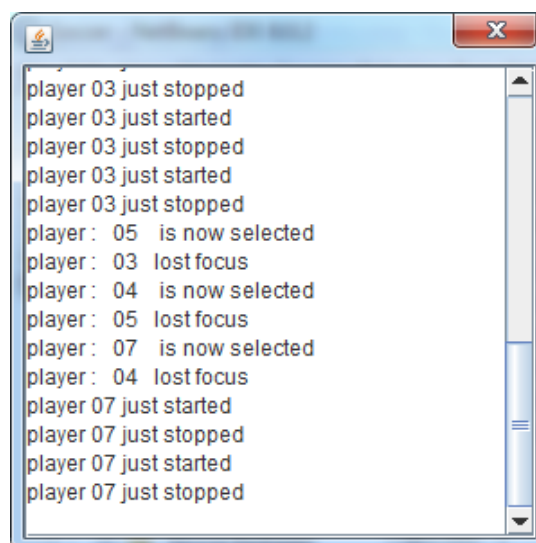 player 03 just stopped
player 03 just started
player 03 just stopped
player 03 just started
player 03 just stopped
player : 05 is now selected
player : 03 lost focus
player : 04 is now selected
player : 05 lost focus
player : 07 is now selected
player : 04 lost focus
player 07 just started
player 07 just stopped
player 07 just started
player 07 just stopped